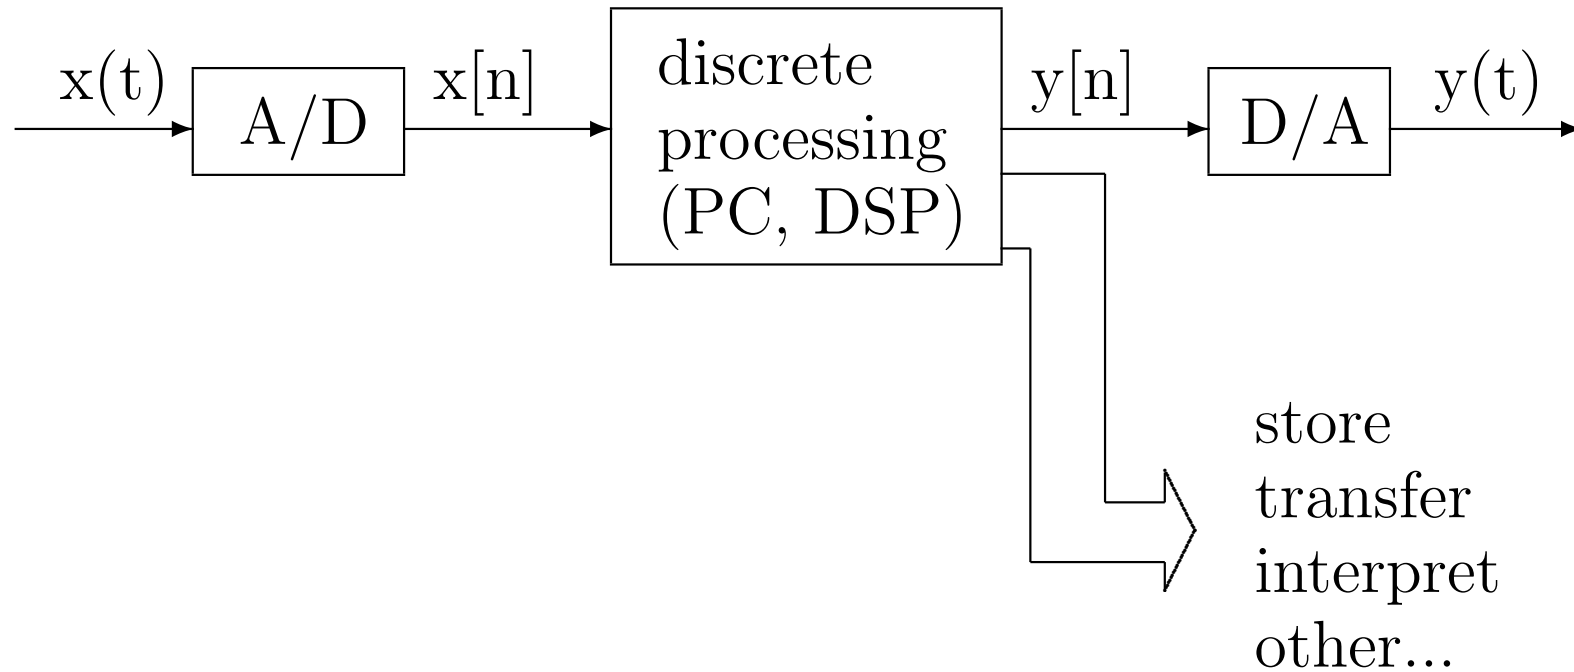 x(t)
A/D
x[n]
discrete
processing
(PC, DSP)
y[n]
D/A
y(t)
store
transfer
interpret
other...